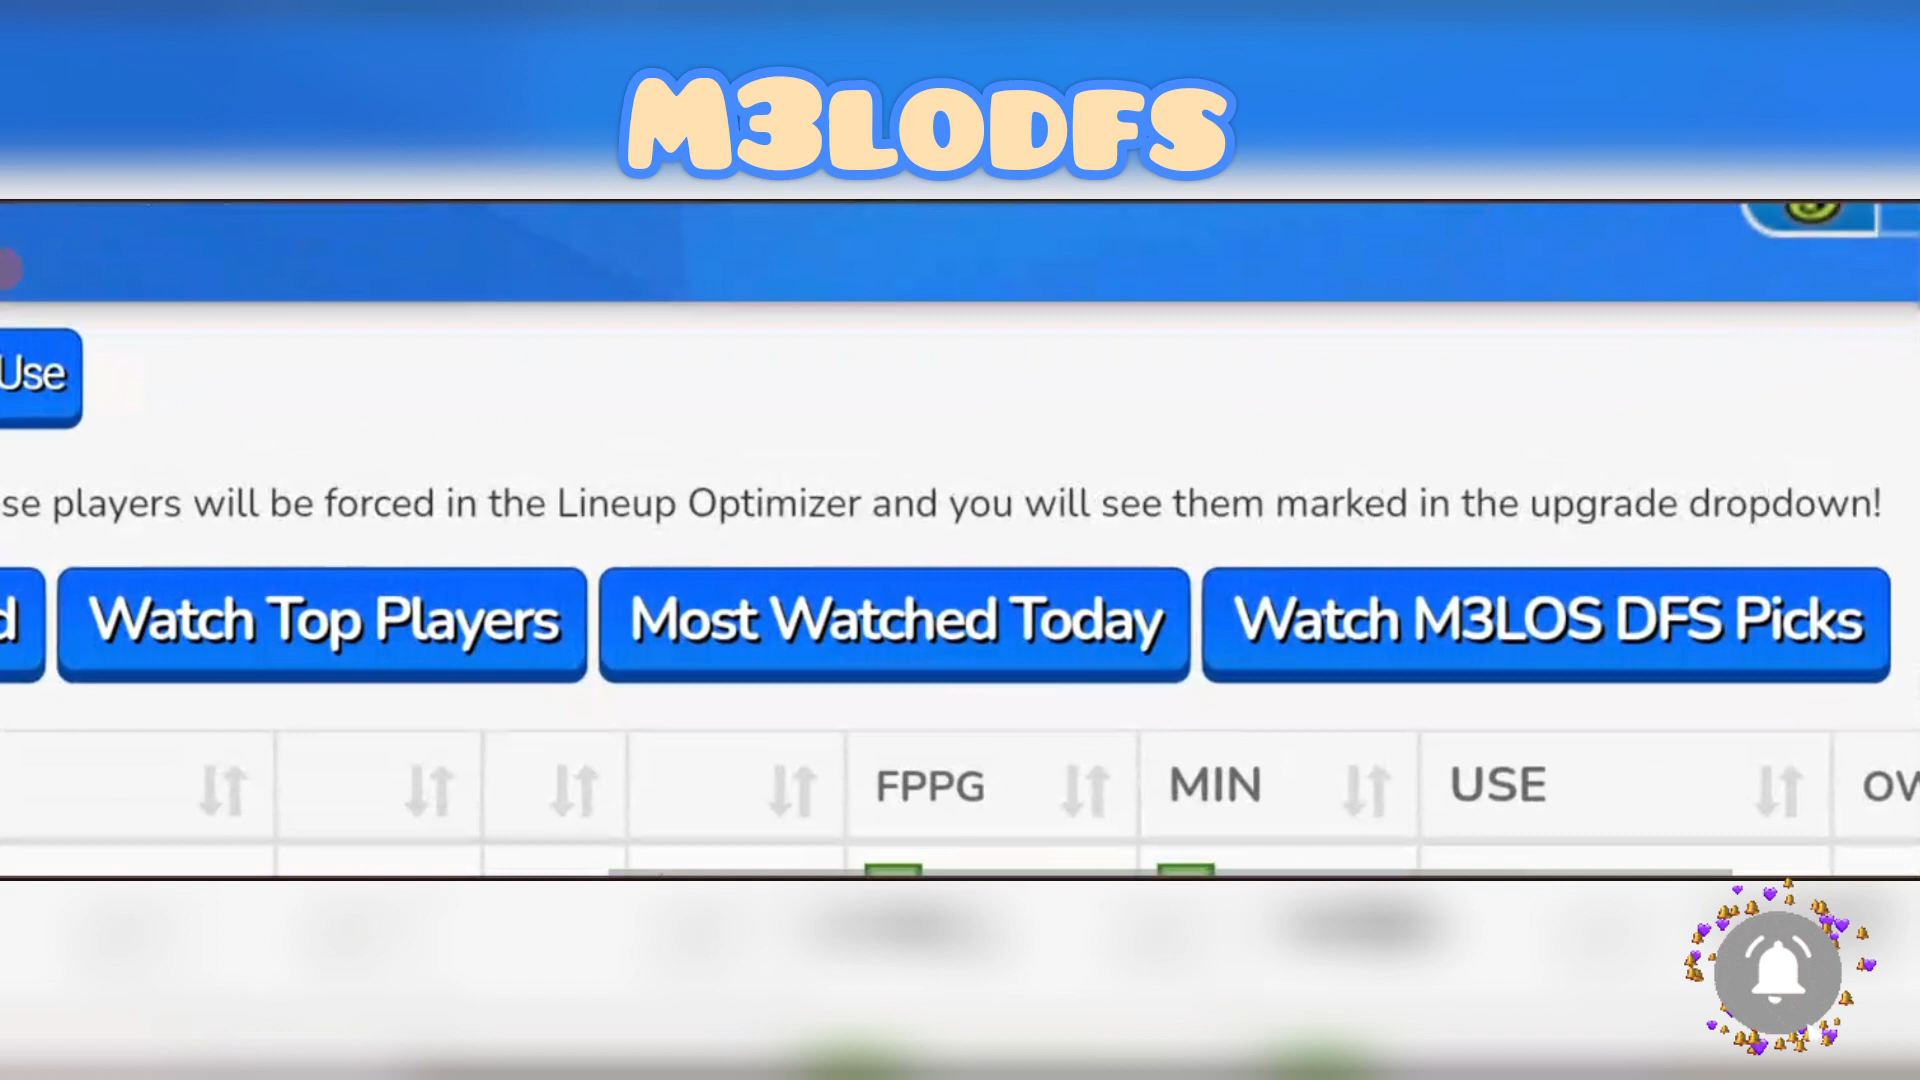 M3LODFS
Use
se players will be forced in the Lineup Optimizer and you will see them marked in the upgrade dropdown!
d Watch Top Players Most Watched Today Watch M3LOS DFS Picks
FPPG MIN USE OW